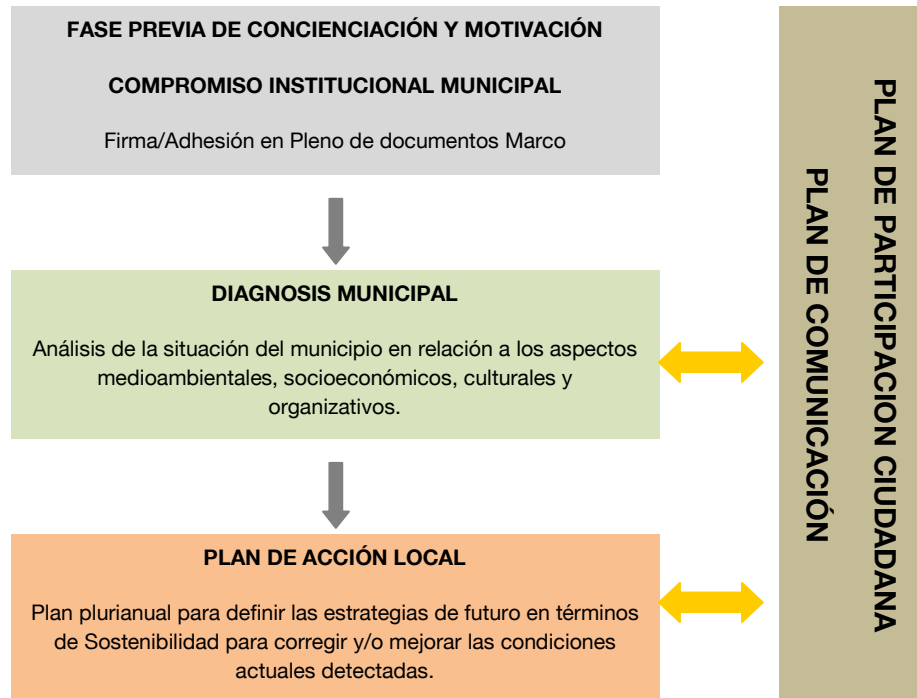 FASE PREVIA DE CONCIENCIACIÓN Y MOTIVACIÓN
COMPROMISO INSTITUCIONAL MUNICIPAL
Firma/Adhesión en Pleno de documentos Marco
DIAGNOSIS MUNICIPAL
Análisis de la situación del municipio en relación a los aspectos
medioambientales, socioeconómicos, culturales y
organizativos.
PLAN DE ACCIÓN LOCAL
Plan plurianual para definir las estrategias de futuro en términos
de Sostenibilidad para corregir y/o mejorar las condiciones
actuales detectadas.
PLAN DE PARTICIPACION CIUDADANA
PLAN DE COMUNICACIÓN